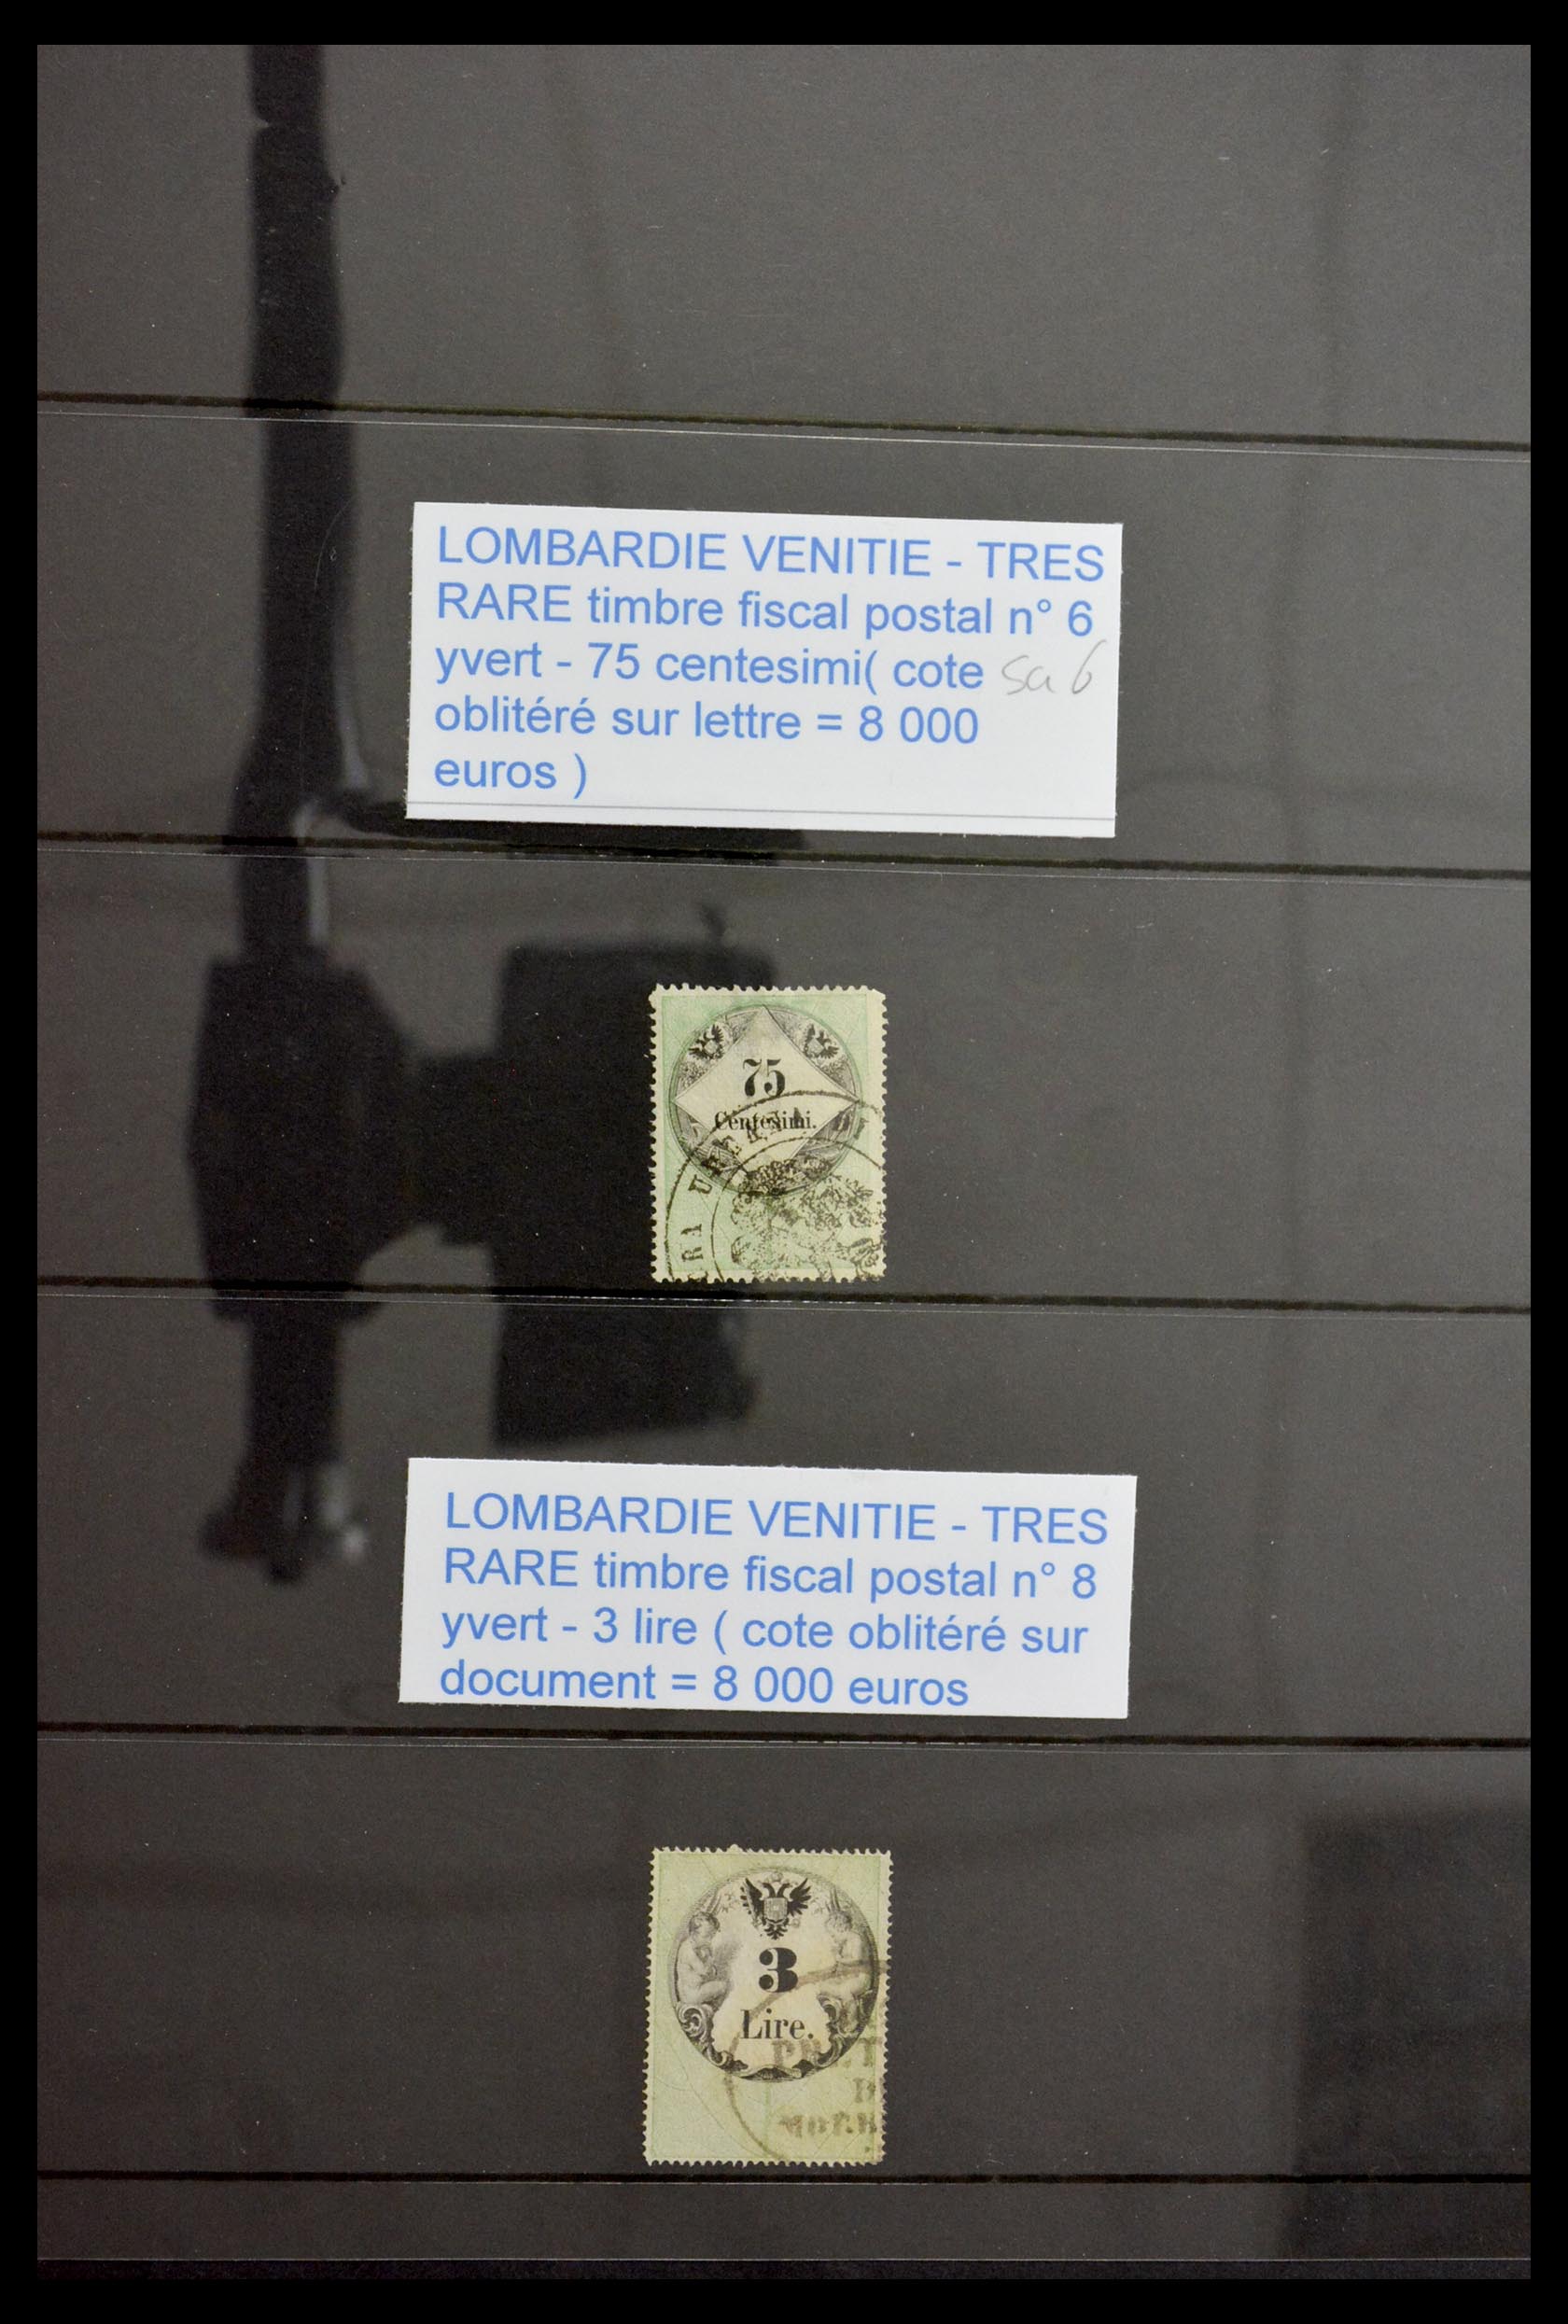 LOMBARDIE VENITIE - TRES
RARE timbre fiscal postal n° 6
yvert - 75 centesimi( cote sa 6
oblitéré sur lettre = 8 000
euros )
75
Centesimi.
LOMBARDIE VENITIE - TRES
RARE timbre fiscal postal n° 8
yvert - 3 lire ( cote oblitéré sur
document = 8 000 euros
3
Lire.